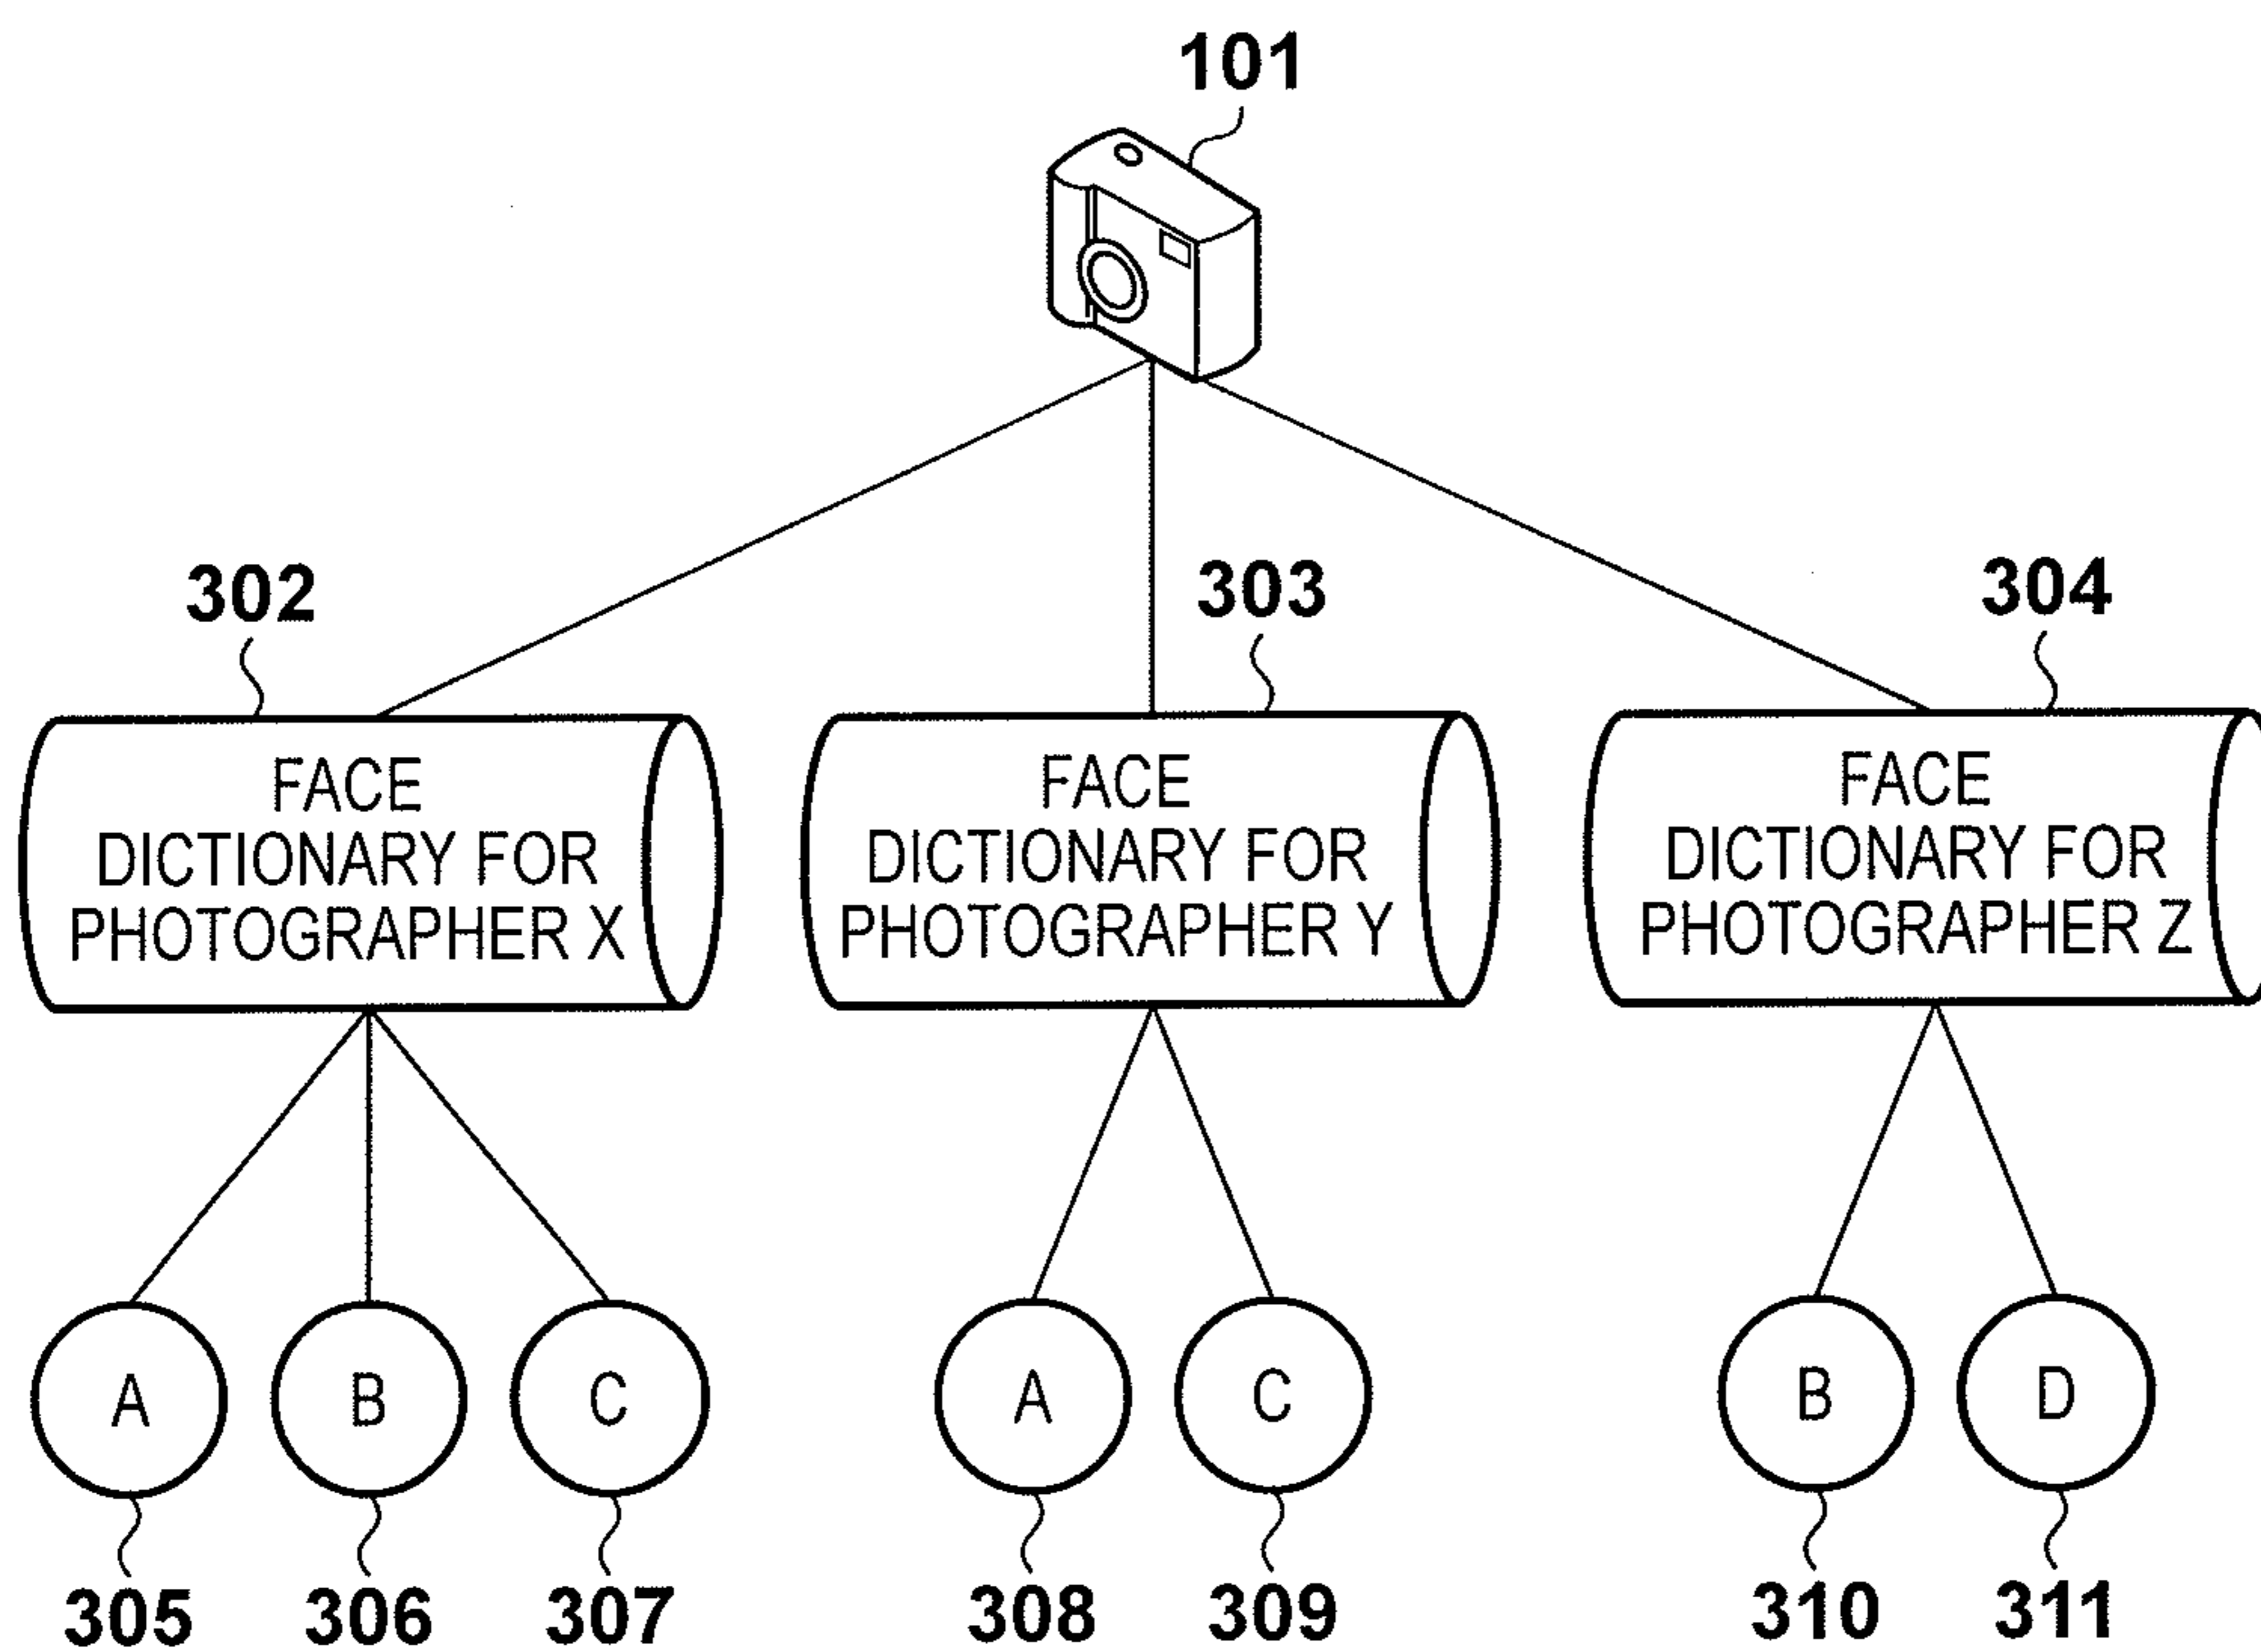 101
302
303
304
FACE
DICTIONARY FOR
PHOTOGRAPHER X
FACE
DICTIONARY FOR
PHOTOGRAPHER Y
FACE
DICTIONARY FOR
PHOTOGRAPHER Z
A
B
C
A
C
B
D
305
306
307
308
309
310
311